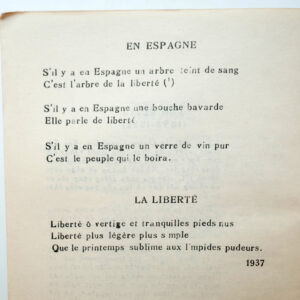 EN ESPAGNE
S'il y a en Espagne un arbre teint de sang
C'est l'arbre de la liberté (¹)
S'il y a en Espagne une bouche bavarde
Elle parle de liberté
S'il y a en Espagne un verre de vin pur
C'est le peuple qui le boira.
LA LIBERTÉ
Liberté ô vertige et tranquilles pieds nus
Liberté plus légère plus simple
Que le printemps sublime aux limpides pudeurs.
1937